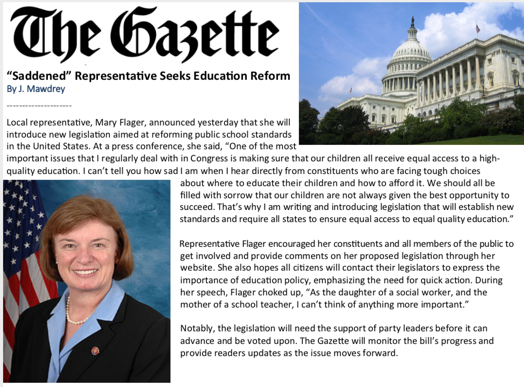 The Gazette
“Saddened” Representative Seeks Education Reform
By J. Mawdrey
---------------------
Local representative, Mary Flager, announced yesterday that she will
introduce new legislation aimed at reforming public school standards
in the United States. At a press conference, she said, “One of the most
important issues that I regularly deal with in Congress is making sure that our children all receive equal access to a high-
quality education. I can’t tell you how sad I am when I hear directly from constituents who are facing tough choices
about where to educate their children and how to afford it. We should all be
filled with sorrow that our children are not always given the best opportunity to
succeed. That’s why I am writing and introducing legislation that will establish new
standards and require all states to ensure equal access to equal quality education.”
Representative Flager encouraged her constituents and all members of the public to
get involved and provide comments on her proposed legislation through her
website. She also hopes all citizens will contact their legislators to express the
importance of education policy, emphasizing the need for quick action. During
her speech, Flager choked up, “As the daughter of a social worker, and the
mother of a school teacher, I can’t think of anything more important.”
Notably, the legislation will need the support of party leaders before it can
advance and be voted upon. The Gazette will monitor the bill’s progress and
provide readers updates as the issue moves forward.